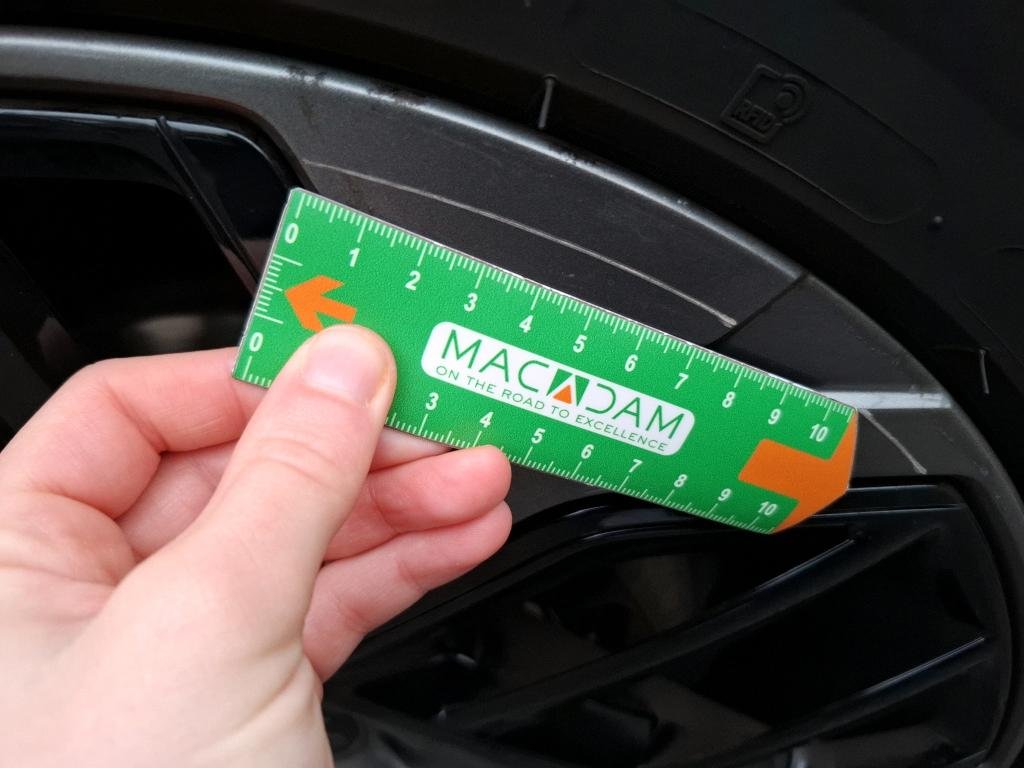 RFID
0 1 2 3 4 5 6 7 8 9 10
MACADAM
ON THE ROAD TO EXCELLENCE
0 3 4 5 6 7 8 9 10